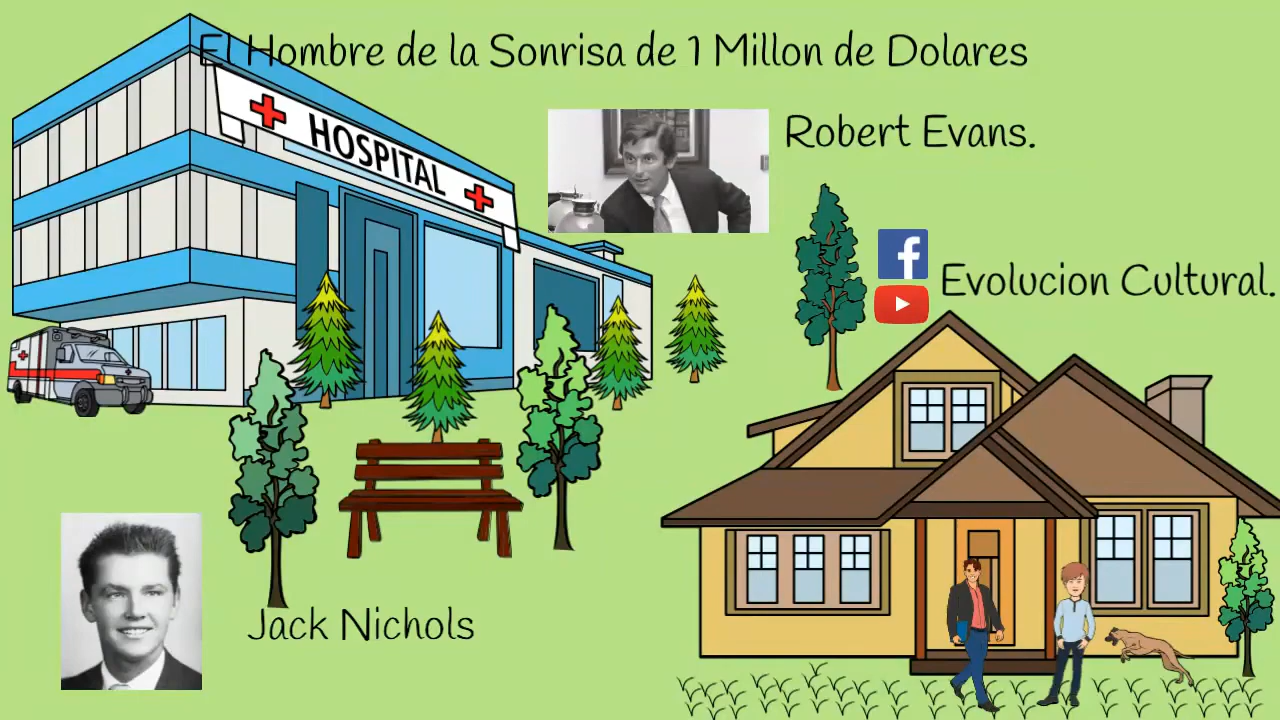 El Hombre de la Sonrisa de 1 Millon de Dolares
HOSPITAL
Robert Evans.
f
Evolucion Cultural.
Jack Nichols